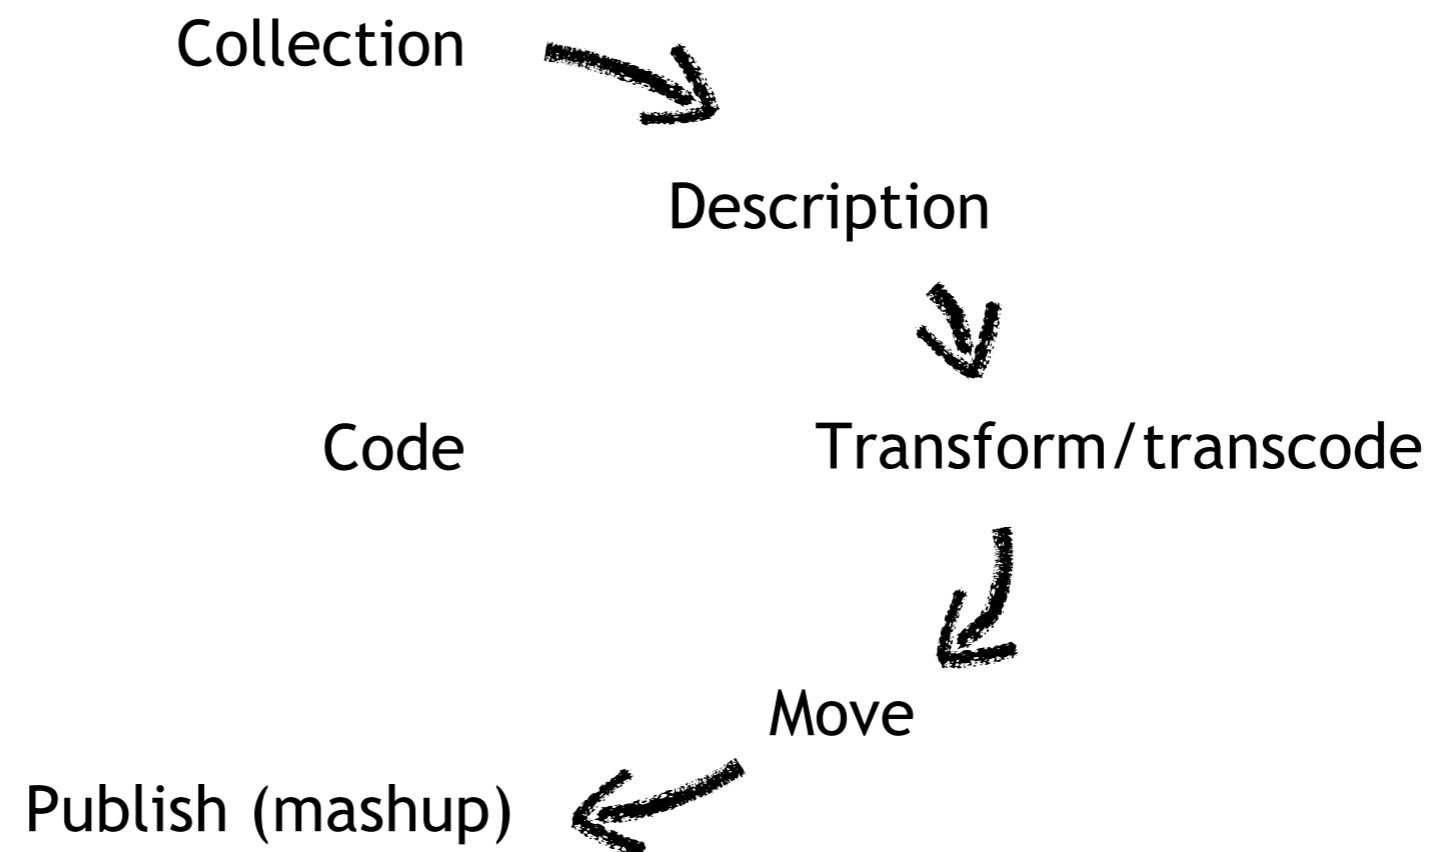 Collection
Description
Code
Transform/transcode
Move
Publish (mashup)